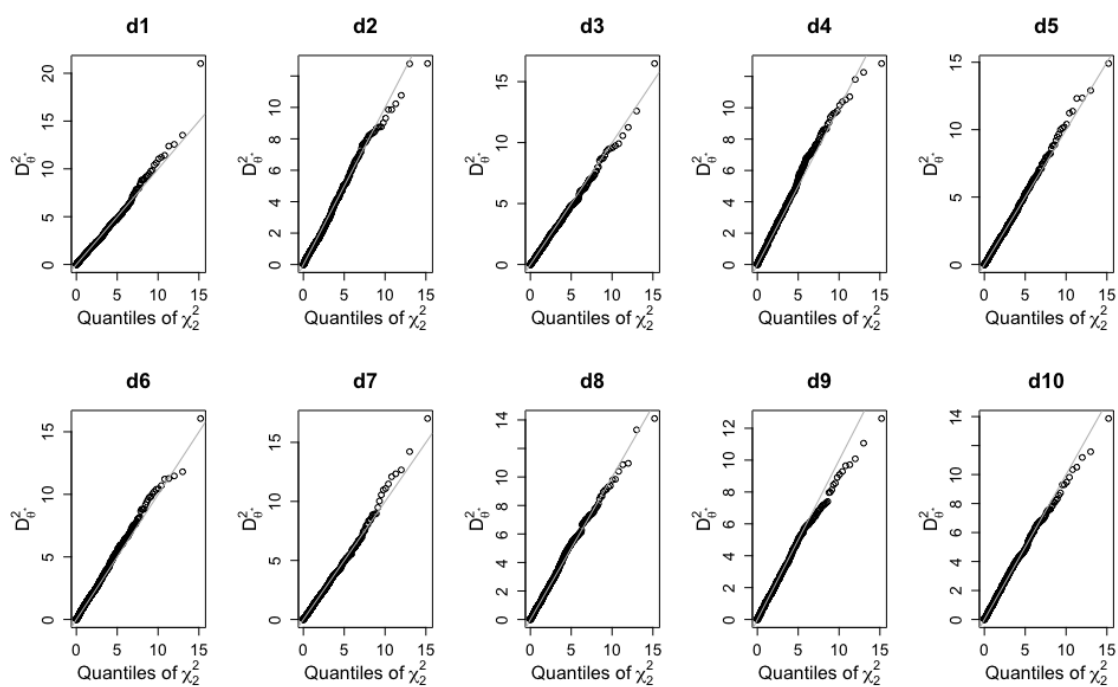 d1 d2 d3 d4 d5
20 15 10 5 0
10 8 6 4 2 0
15 10 5 0
12 10 8 6 4 2 0
15 10 5 0
D²θ* D²θ* D²θ* D²θ* D²θ*
0 5 10 15 0 5 10 15 0 5 10 15 0 5 10 15 0 5 10 15
Quantiles of χ²₂ Quantiles of χ²₂ Quantiles of χ²₂ Quantiles of χ²₂ Quantiles of χ²₂
d6 d7 d8 d9 d10
15 10 5 0
15 10 5 0
14 12 10 8 6 4 2 0
12 10 8 6 4 2 0
14 12 10 8 6 4 2 0
D²θ* D²θ* D²θ* D²θ* D²θ*
0 5 10 15 0 5 10 15 0 5 10 15 0 5 10 15 0 5 10 15
Quantiles of χ²₂ Quantiles of χ²₂ Quantiles of χ²₂ Quantiles of χ²₂ Quantiles of χ²₂